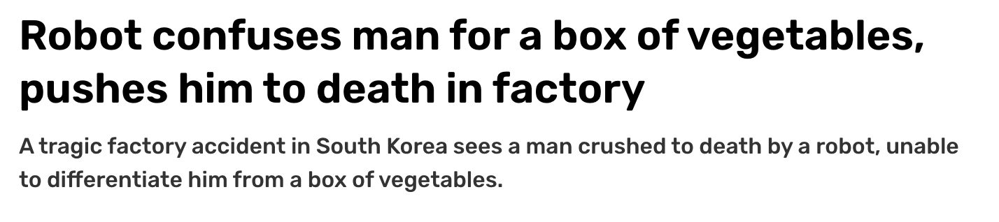 Robot confuses man for a box of vegetables,
pushes him to death in factory
A tragic factory accident in South Korea sees a man crushed to death by a robot, unable
to differentiate him from a box of vegetables.